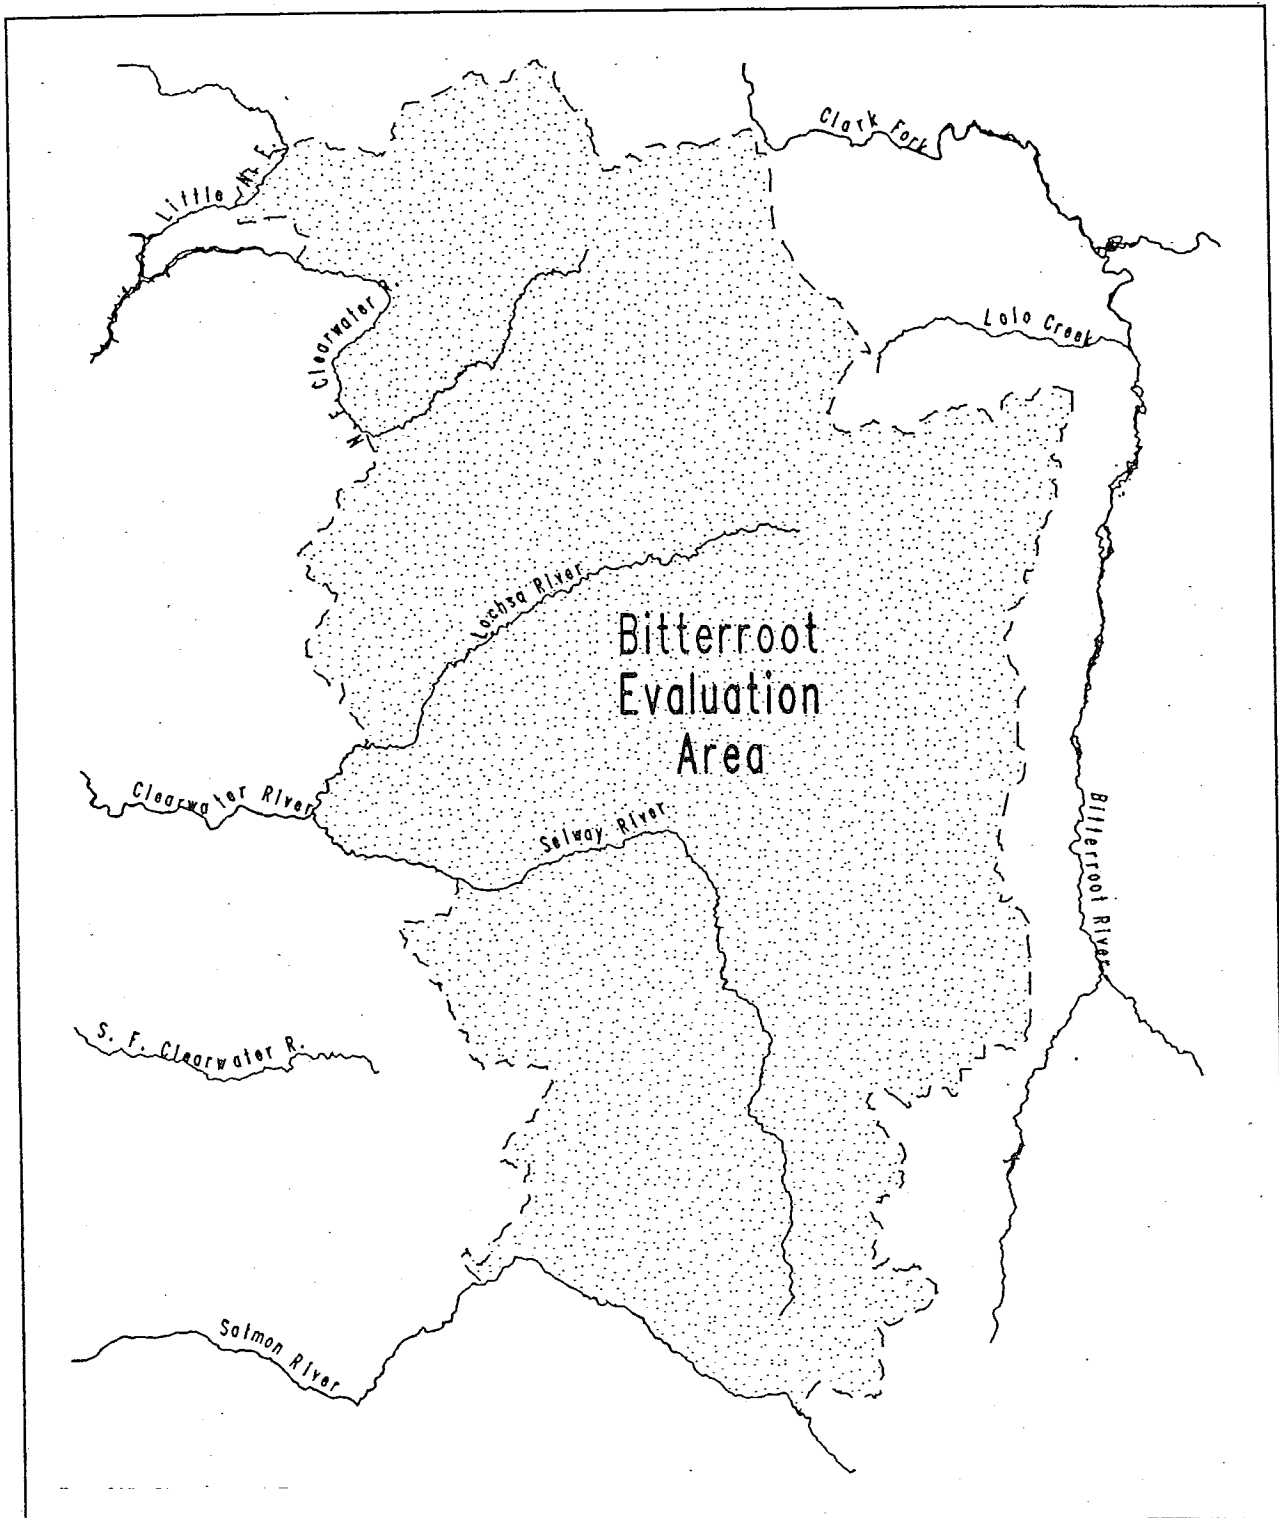 Clark Fork
Little N. F.
Clearwater R.
N F
Lolo Creek
Lochsa River
Bitterroot
Evaluation
Area
Clearwater River
Selway River
Bitterroot River
S. F. Clearwater R.
Salmon River